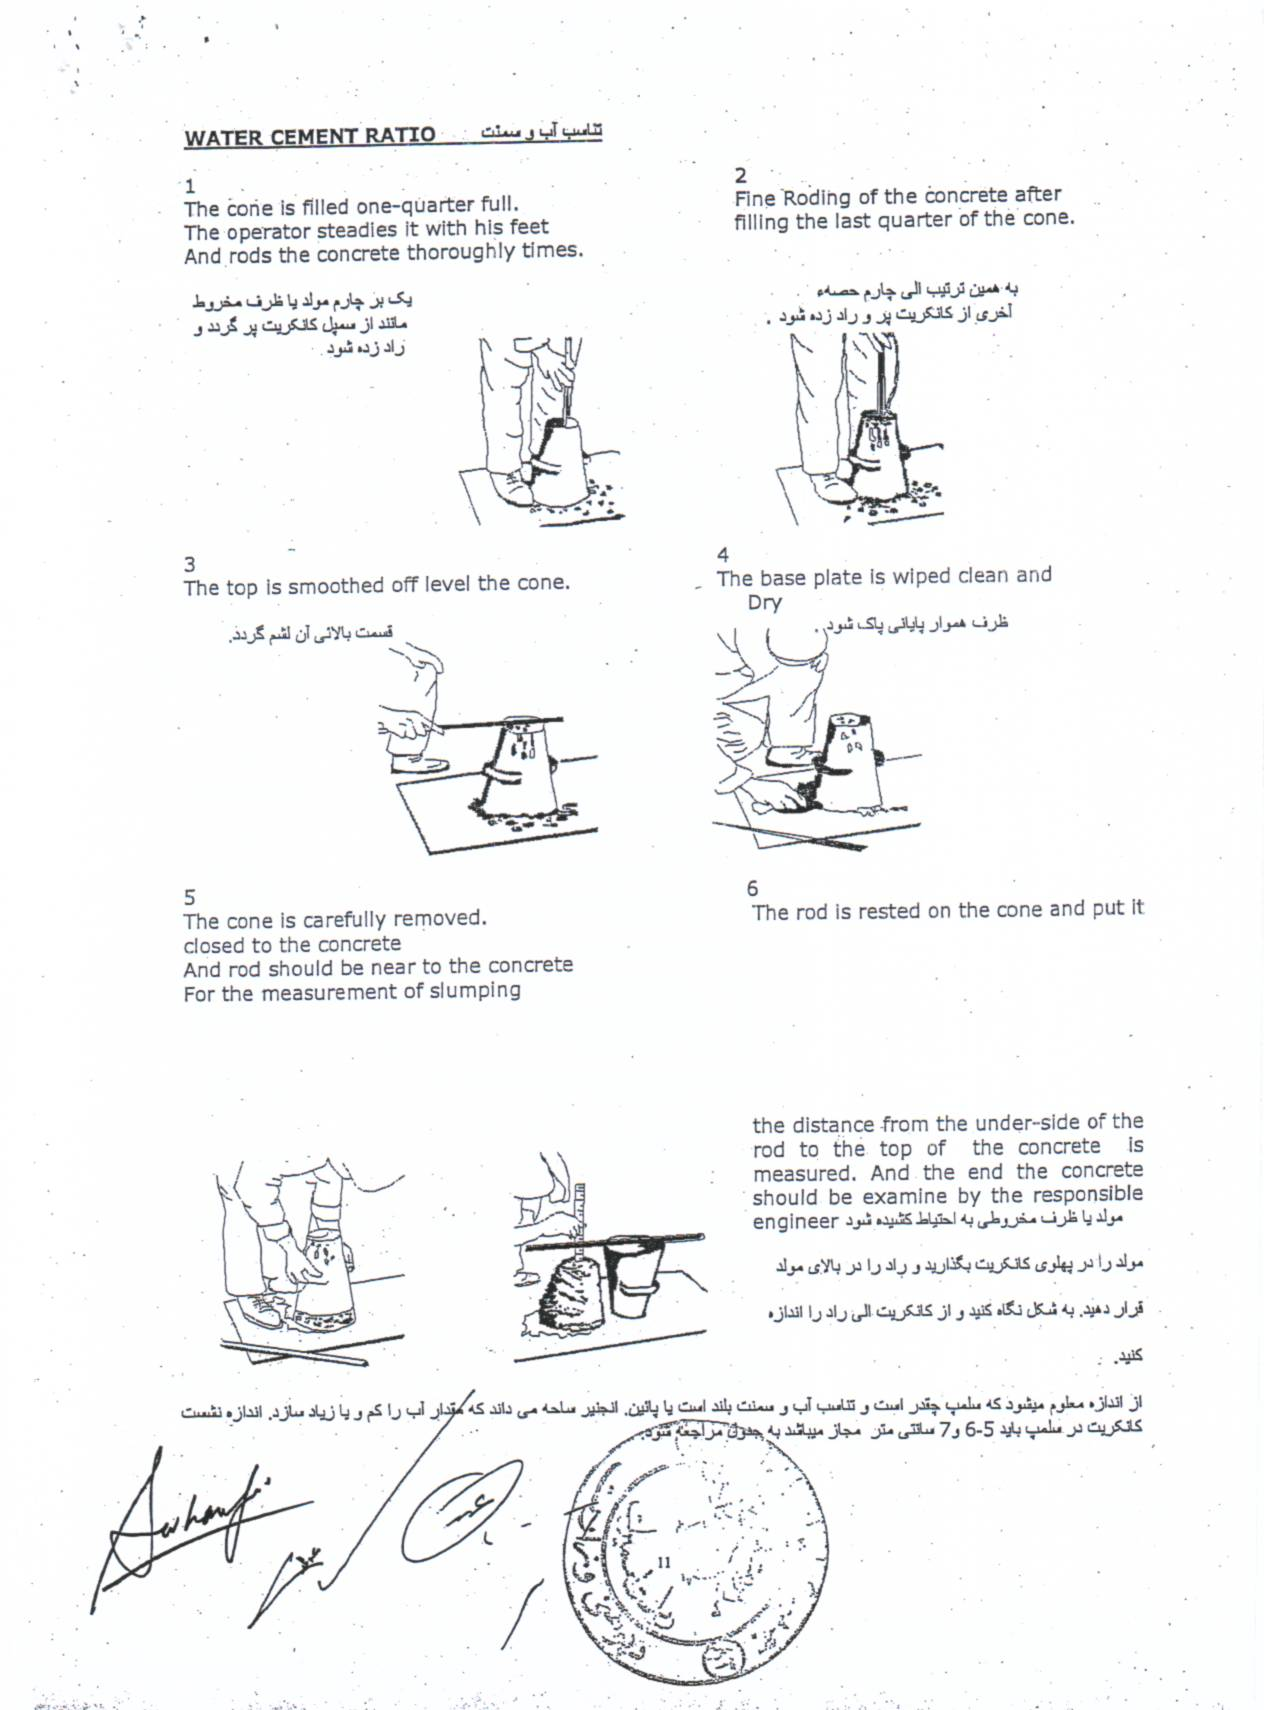 WATER CEMENT RATIO تناسب آب و سمنت
1
The cone is filled one-quarter full.
The operator steadies it with his feet
And rods the concrete thoroughly times.
یک بر چارم مولد یا ظرف مخروط
مانند از سمپل کانکریت پر گردد و
راد زده شود
2
Fine Roding of the concrete after
filling the last quarter of the cone.
به همین ترتیب الی چارم حصهء
آخری از کانکریت پر و راد زده شود .
3
The top is smoothed off level the cone.
قسمت بالائی آن لشم گردد.
4
The base plate is wiped clean and
Dry
ظرف هموار پایانی پاک شود .
5
The cone is carefully removed.
closed to the concrete
And rod should be near to the concrete
For the measurement of slumping
6
The rod is rested on the cone and put it
the distance from the under-side of the
rod to the top of the concrete is
measured. And the end the concrete
should be examine by the responsible
engineer مولد یا ظرف مخروطی به احتیاط کشیده شود
مولد را در پهلوی کانکریت بگذارید و راد را در بالای مولد
قرار دهید. به شکل نگاه کنید و از کانکریت الی راد را اندازه
کنید.
از اندازه معلوم میشود که سلمپ چقدر است و تناسب آب و سمنت بلند است یا پائین. انجنیر ساحه می داند که مقدار آب را کم و یا زیاد سازد. اندازه نشست
کانکریت در سلمپ باید 5-6 و7 سانتی متر مجاز میباشد به جدول مراجعه شود.
11